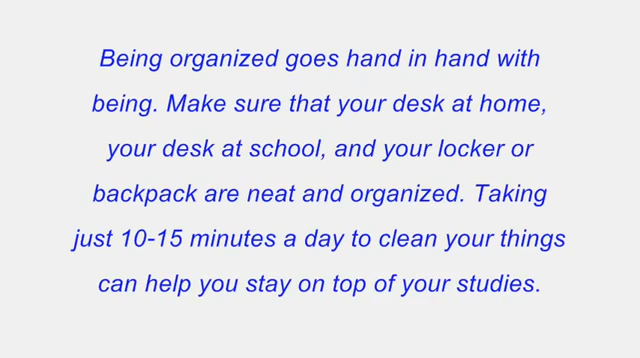 Being organized goes hand in hand with
being. Make sure that your desk at home,
your desk at school, and your locker or
backpack are neat and organized. Taking
just 10-15 minutes a day to clean your things
can help you stay on top of your studies.